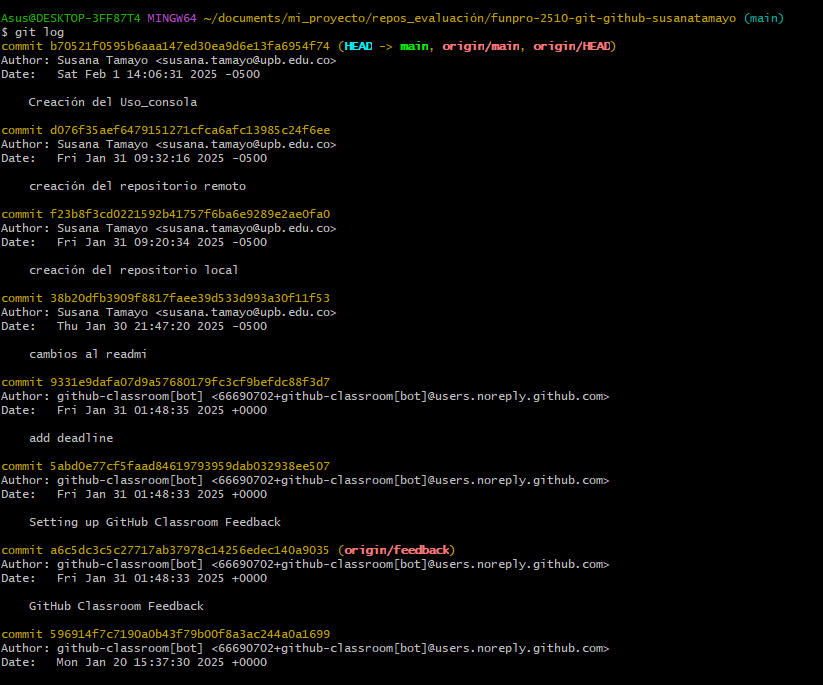 Asus@DESKTOP-3FF87T4 MINGW64 ~/documents/mi_proyecto/repos_evaluación/funpro-2510-git-github-susanatamayo (main)
$ git log
commit b70521f0595b6aaa147ed30ea9d6e13fa6954f74 (HEAD -> main, origin/main, origin/HEAD)
Author: Susana Tamayo <susana.tamayo@upb.edu.co>
Date:   Sat Feb 1 14:06:31 2025 -0500
    Creación del Uso_consola
commit d076f35aef6479151271cfca6afc13985c24f6ee
Author: Susana Tamayo <susana.tamayo@upb.edu.co>
Date:   Fri Jan 31 09:32:16 2025 -0500
    creación del repositorio remoto
commit f23b8f3cd0221592b41757f6ba6e9289e2ae0fa0
Author: Susana Tamayo <susana.tamayo@upb.edu.co>
Date:   Fri Jan 31 09:20:34 2025 -0500
    creación del repositorio local
commit 38b20dfb3909f8817faee39d533d993a30f11f53
Author: Susana Tamayo <susana.tamayo@upb.edu.co>
Date:   Thu Jan 30 21:47:20 2025 -0500
    cambios al readmi
commit 9331e9dafa07d9a57680179fc3cf9befdc88f3d7
Author: github-classroom[bot] <66690702+github-classroom[bot]@users.noreply.github.com>
Date:   Fri Jan 31 01:48:35 2025 +0000
    add deadline
commit 5abd0e77cf5faad84619793959dab032938ee507
Author: github-classroom[bot] <66690702+github-classroom[bot]@users.noreply.github.com>
Date:   Fri Jan 31 01:48:33 2025 +0000
    Setting up GitHub Classroom Feedback
commit a6c5dc3c5c27717ab37978c14256edec140a9035 (origin/feedback)
Author: github-classroom[bot] <66690702+github-classroom[bot]@users.noreply.github.com>
Date:   Fri Jan 31 01:48:33 2025 +0000
    GitHub Classroom Feedback
commit 596914f7c7190a0b43f79b00f8a3ac244a0a1699
Author: github-classroom[bot] <66690702+github-classroom[bot]@users.noreply.github.com>
Date:   Mon Jan 20 15:37:30 2025 +0000